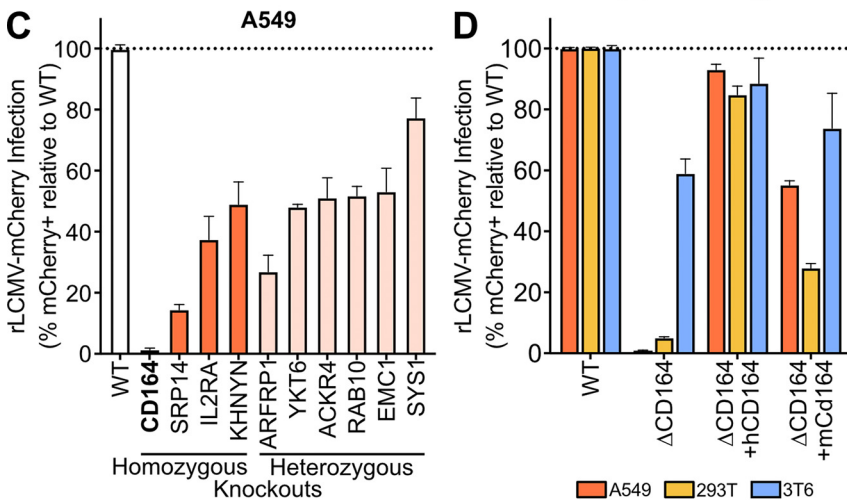 C
A549
rLCMV-mCherry Infection
(% mCherry+ relative to WT)
100
80
60
40
20
0
WT
CD164
SRP14
IL2RA
KHNYN
ARFRP1
YKT6
ACKR4
RAB10
EMC1
SYS1
Homozygous
Heterozygous
Knockouts
D
rLCMV-mCherry Infection
(% mCherry+ relative to WT)
100
80
60
40
20
0
WT
ΔCD164
ΔCD164
+hCD164
ΔCD164
+mCd164
A549
293T
3T6